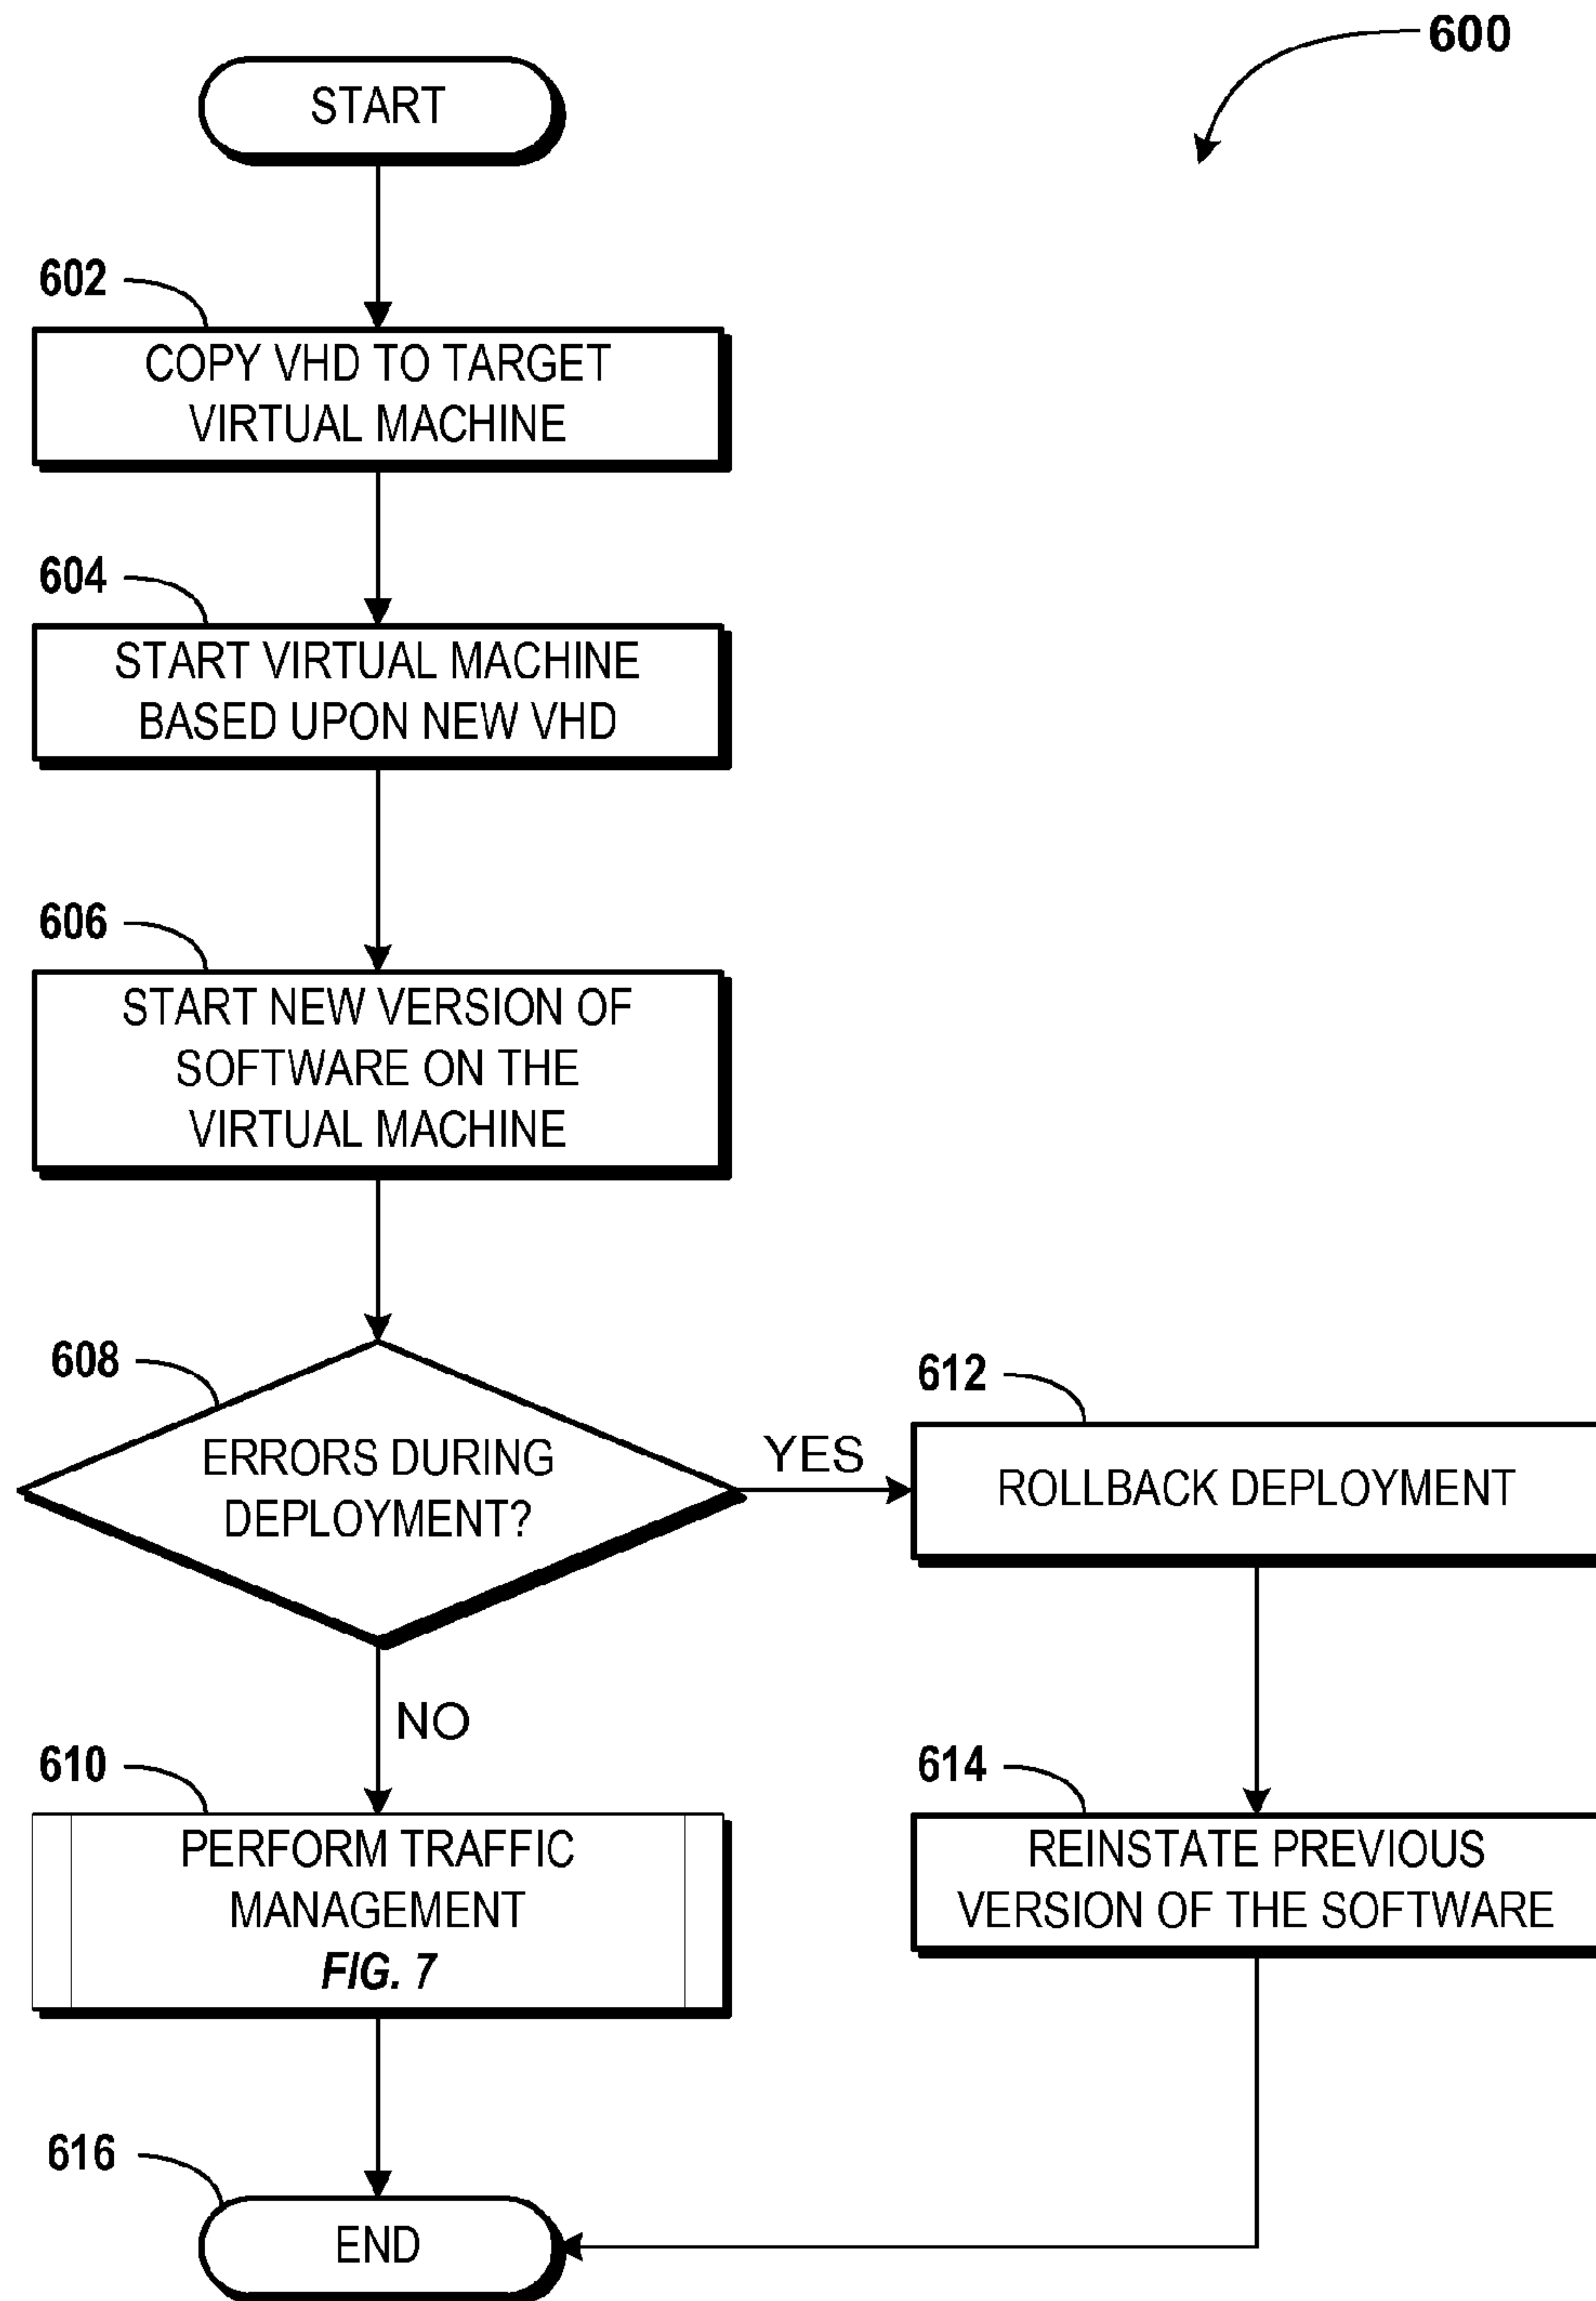 600
START
602
COPY VHD TO TARGET
VIRTUAL MACHINE
604
START VIRTUAL MACHINE
BASED UPON NEW VHD
606
START NEW VERSION OF
SOFTWARE ON THE
VIRTUAL MACHINE
608
ERRORS DURING
DEPLOYMENT?
YES
612
ROLLBACK DEPLOYMENT
NO
610
PERFORM TRAFFIC
MANAGEMENT
FIG. 7
614
REINSTATE PREVIOUS
VERSION OF THE SOFTWARE
616
END